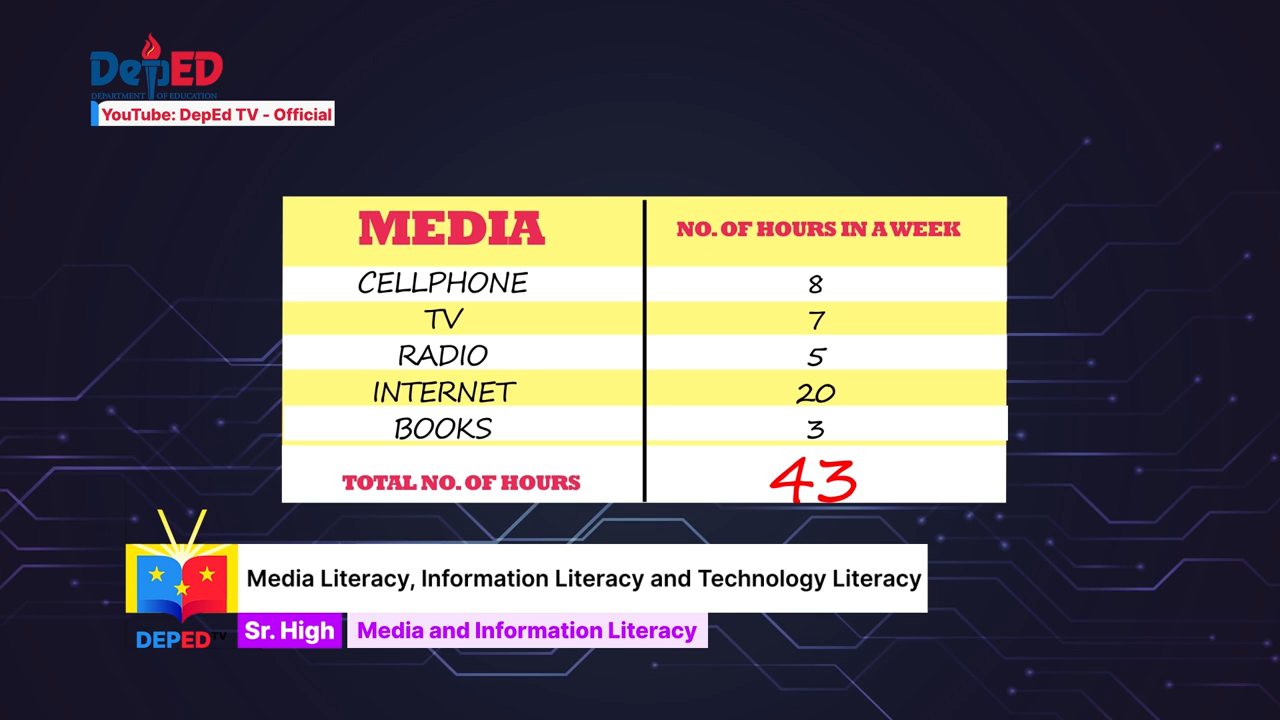 DepED
DEPARTMENT OF EDUCATION
YouTube: DepEd TV - Official
MEDIA NO. OF HOURS IN A WEEK
CELLPHONE 8
TV 7
RADIO 5
INTERNET 20
BOOKS 3
TOTAL NO. OF HOURS 43
Media Literacy, Information Literacy and Technology Literacy
DEPED TV
Sr. High Media and Information Literacy